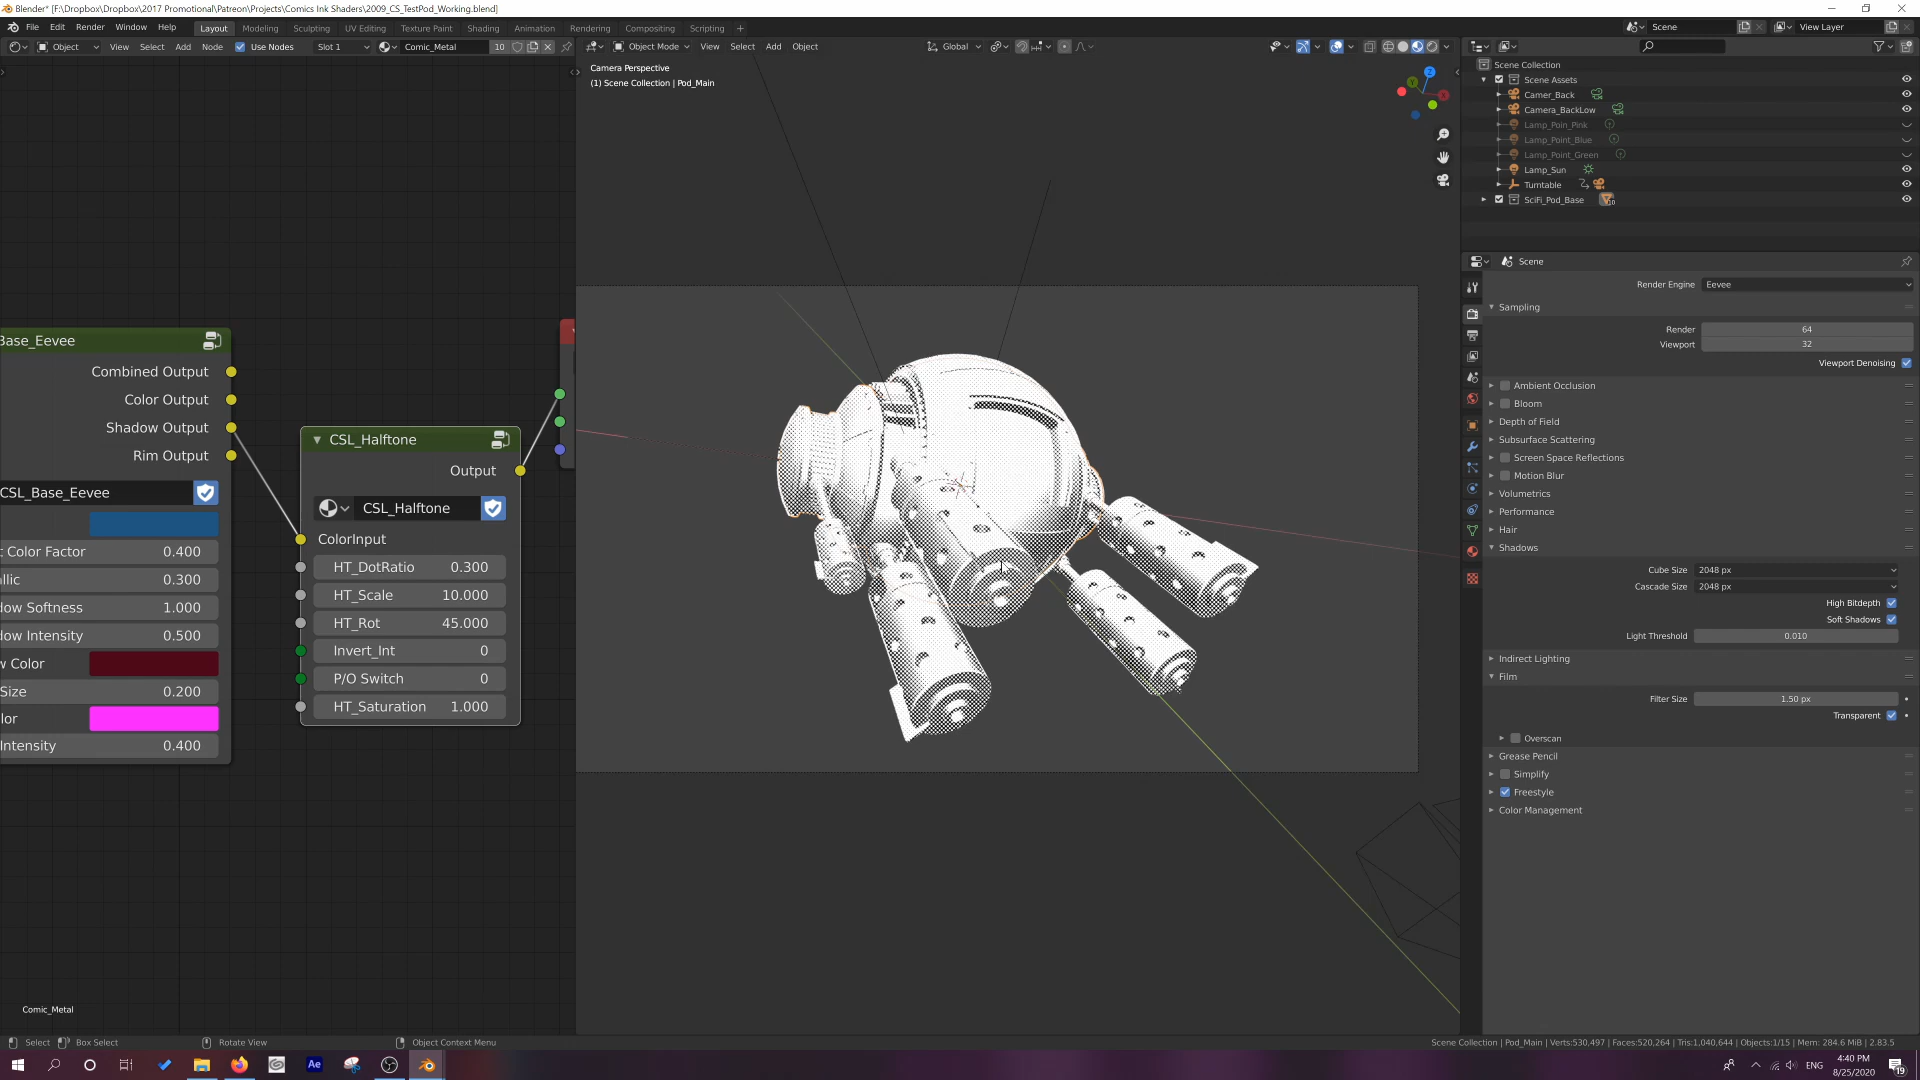 Blender* [F:\Dropbox\Dropbox\2017 Promotional\Patreon\Projects\Comics Ink Shaders\2009_CS_TestPod_Working.blend]
File Edit Render Window Help Layout Modeling Sculpting UV Editing Texture Paint Shading Animation Rendering Compositing Scripting +
Scene
View Layer
Object View Select Add Node Use Nodes Slot 1 Comic_Metal 10
Object Mode View Select Add Object Global
Camera Perspective
(1) Scene Collection | Pod_Main
Scene Collection
Scene Assets
Camer_Back
Camera_BackLow
Lamp_Poin_Pink
Lamp_Point_Blue
Lamp_Point_Green
Lamp_Sun
Turntable
SciFi_Pod_Base
10
Scene
Render Engine Eevee
Sampling
Render 64
Viewport 32
Viewport Denoising
Ambient Occlusion
Bloom
Depth of Field
Subsurface Scattering
Screen Space Reflections
Motion Blur
Volumetrics
Performance
Hair
Shadows
Cube Size 2048 px
Cascade Size 2048 px
High Bitdepth
Soft Shadows
Light Threshold 0.010
Indirect Lighting
Film
Filter Size 1.50 px
Transparent
Overscan
Grease Pencil
Simplify
Freestyle
Color Management
Base_Eevee
Combined Output
Color Output
Shadow Output
Rim Output
CSL_Base_Eevee
t Color Factor 0.400
llic 0.300
dow Softness 1.000
dow Intensity 0.500
w Color
Size 0.200
lor
Intensity 0.400
CSL_Halftone
Output
CSL_Halftone
ColorInput
HT_DotRatio 0.300
HT_Scale 10.000
HT_Rot 45.000
Invert_Int 0
P/O Switch 0
HT_Saturation 1.000
Comic_Metal
Select Box Select Rotate View Object Context Menu
Scene Collection | Pod_Main | Verts:530,497 | Faces:520,264 | Tris:1,040,644 | Objects:1/15 | Mem: 284.6 MiB | 2.83.5
Ae
ENG
4:40 PM
8/25/2020
19